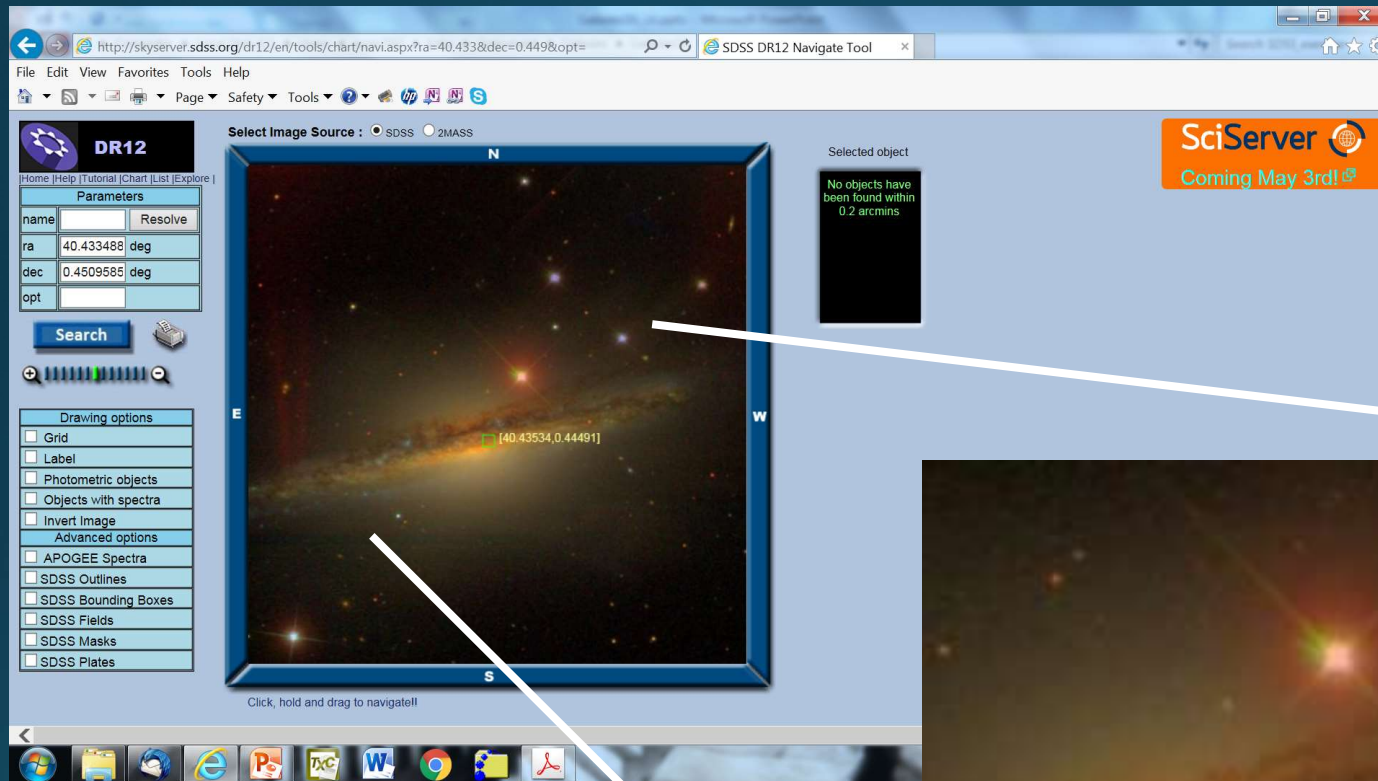 http://skyserver.sdss.org/dr12/en/tools/chart/navi.aspx?ra=40.433&dec=0.449&opt=
SDSS DR12 Navigate Tool
File Edit View Favorites Tools Help
Page Safety Tools
DR12
|Home |Help |Tutorial |Chart |List |Explore |
Parameters
name Resolve
ra 40.433488 deg
dec 0.4509585 deg
opt
Search
Drawing options
Grid
Label
Photometric objects
Objects with spectra
Invert Image
Advanced options
APOGEE Spectra
SDSS Outlines
SDSS Bounding Boxes
SDSS Fields
SDSS Masks
SDSS Plates
Select Image Source : SDSS 2MASS
N
E
W
[40.43534,0.44491]
S
Click, hold and drag to navigate!!
Selected object
No objects have
been found within
0.2 arcmins
SciServer
Coming May 3rd!